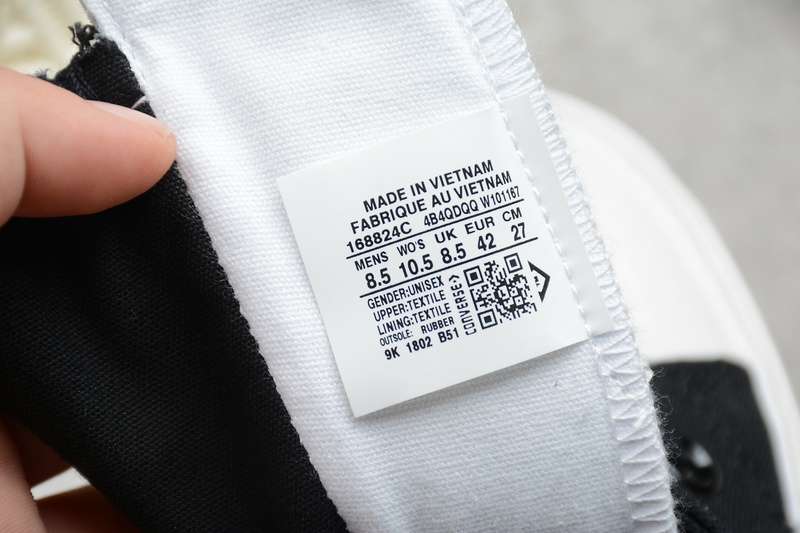 MADE IN VIETNAM
FABRIQUE AU VIETNAM
168824C 4B4QDQQ W101167
MENS WO'S UK EUR CM
8.5 10.5 8.5 42 27
GENDER:UNISEX
UPPER:TEXTILE
LINING:TEXTILE
OUTSOLE: RUBBER
9K 1802 B51
CONVERSE